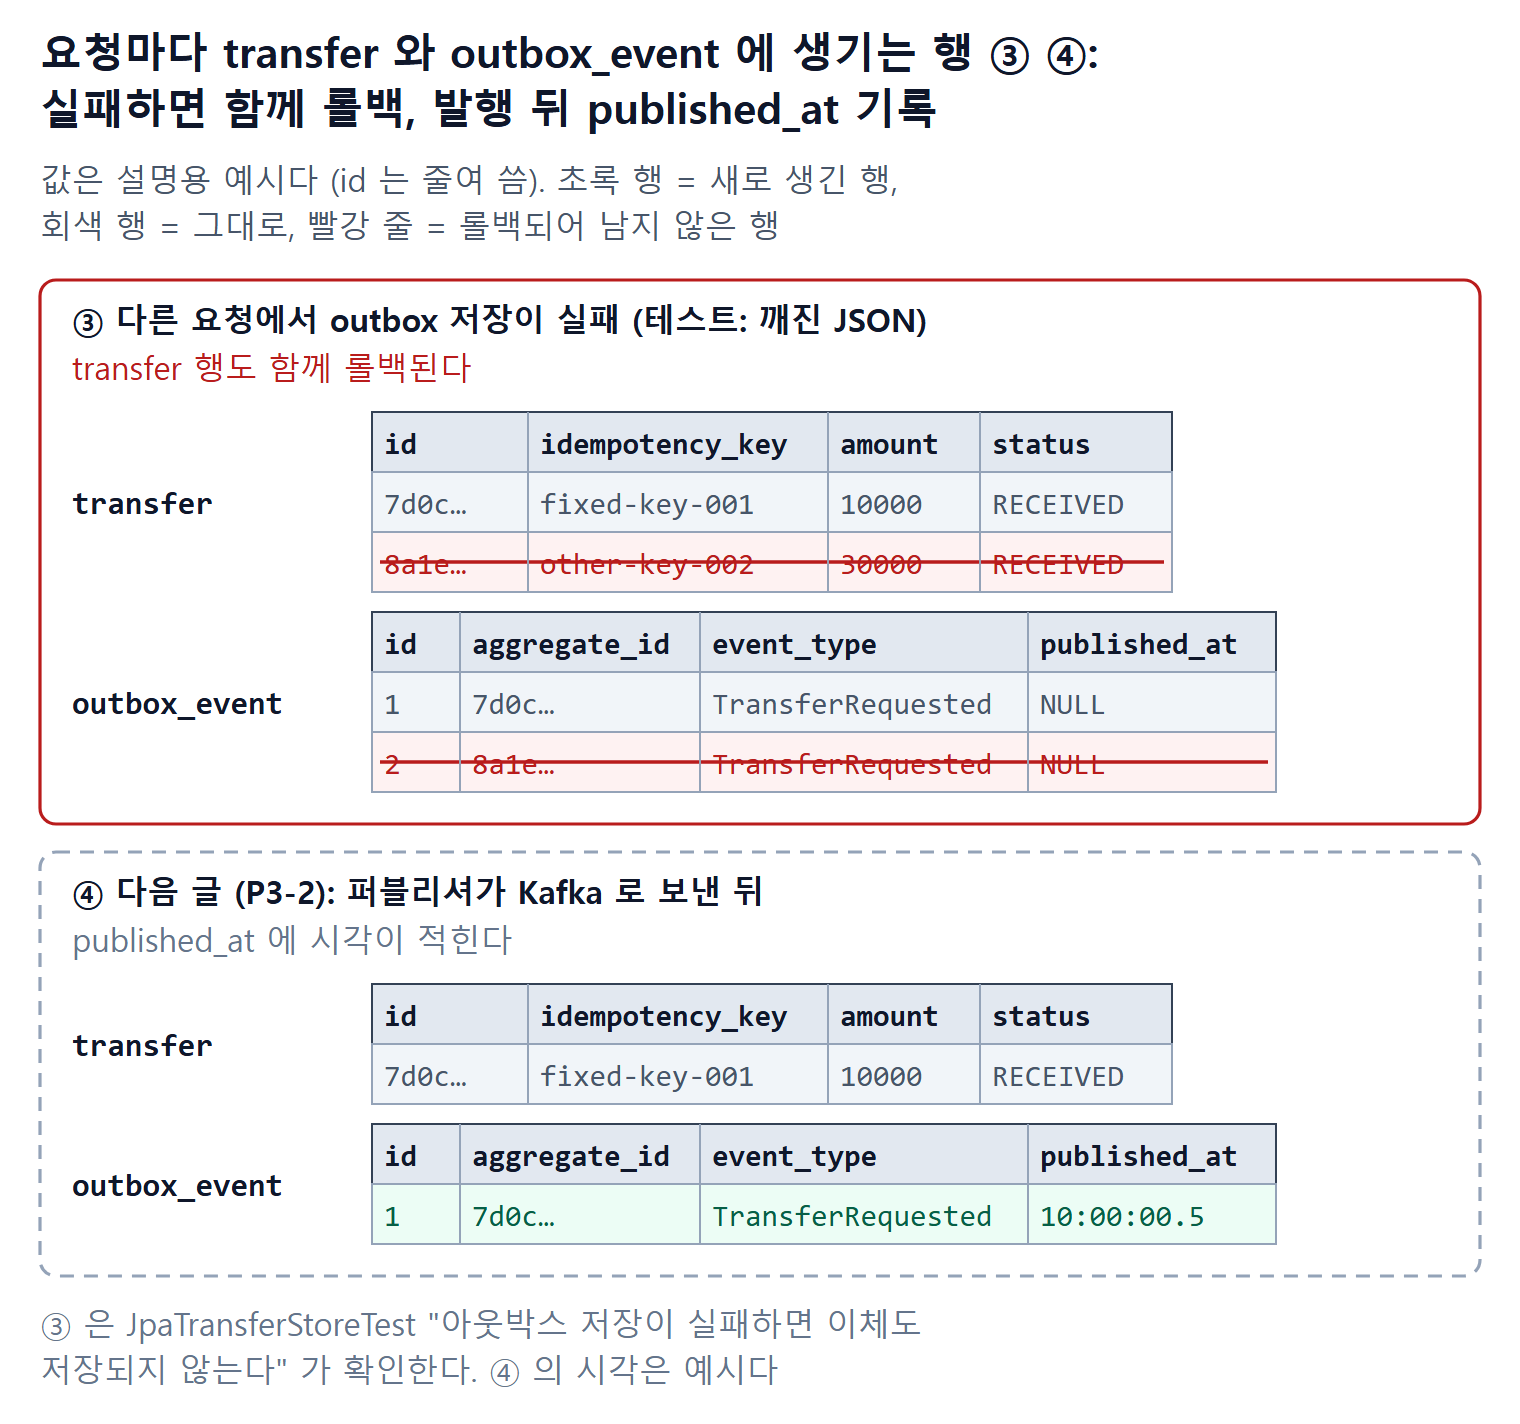 요청마다 transfer 와 outbox_event 에 생기는 행 ③ ④:
실패하면 함께 롤백, 발행 뒤 published_at 기록
값은 설명용 예시다 (id 는 줄여 씀). 초록 행 = 새로 생긴 행,
회색 행 = 그대로, 빨강 줄 = 롤백되어 남지 않은 행
③ 다른 요청에서 outbox 저장이 실패 (테스트: 깨진 JSON)
transfer 행도 함께 롤백된다
transfer
id idempotency_key amount status
7d0c… fixed-key-001 10000 RECEIVED
8a1e… other-key-002 30000 RECEIVED
outbox_event
id aggregate_id event_type published_at
1 7d0c… TransferRequested NULL
2 8a1e… TransferRequested NULL
④ 다음 글 (P3-2): 퍼블리셔가 Kafka 로 보낸 뒤
published_at 에 시각이 적힌다
transfer
id idempotency_key amount status
7d0c… fixed-key-001 10000 RECEIVED
outbox_event
id aggregate_id event_type published_at
1 7d0c… TransferRequested 10:00:00.5
③ 은 JpaTransferStoreTest "아웃박스 저장이 실패하면 이체도
저장되지 않는다" 가 확인한다. ④ 의 시각은 예시다